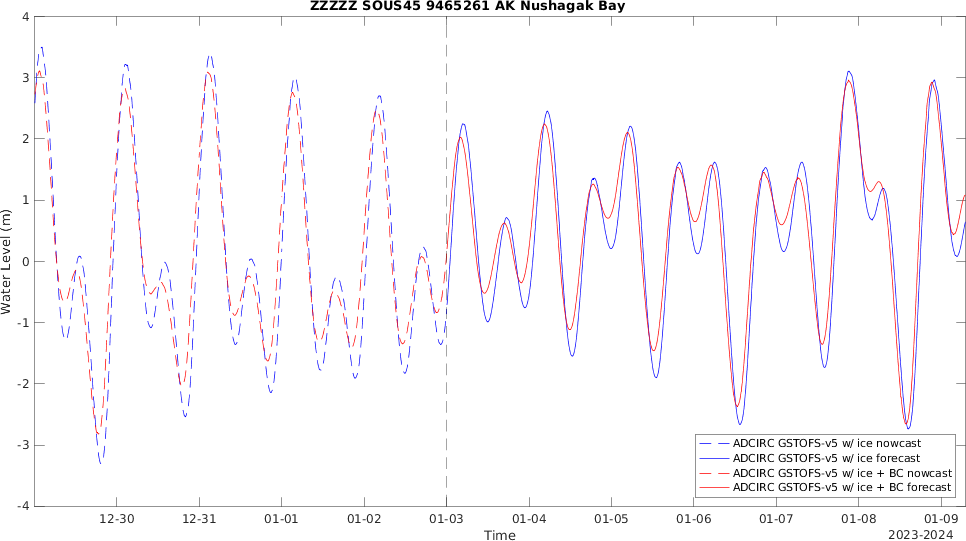 ZZZZZ SOUS45 9465261 AK Nushagak Bay
Water Level (m)
4
3
2
1
0
-1
-2
-3
-4
ADCIRC GSTOFS-v5 w/ ice nowcast
ADCIRC GSTOFS-v5 w/ ice forecast
ADCIRC GSTOFS-v5 w/ ice + BC nowcast
ADCIRC GSTOFS-v5 w/ ice + BC forecast
12-30 12-31 01-01 01-02 01-03 01-04 01-05 01-06 01-07 01-08 01-09
Time
2023-2024